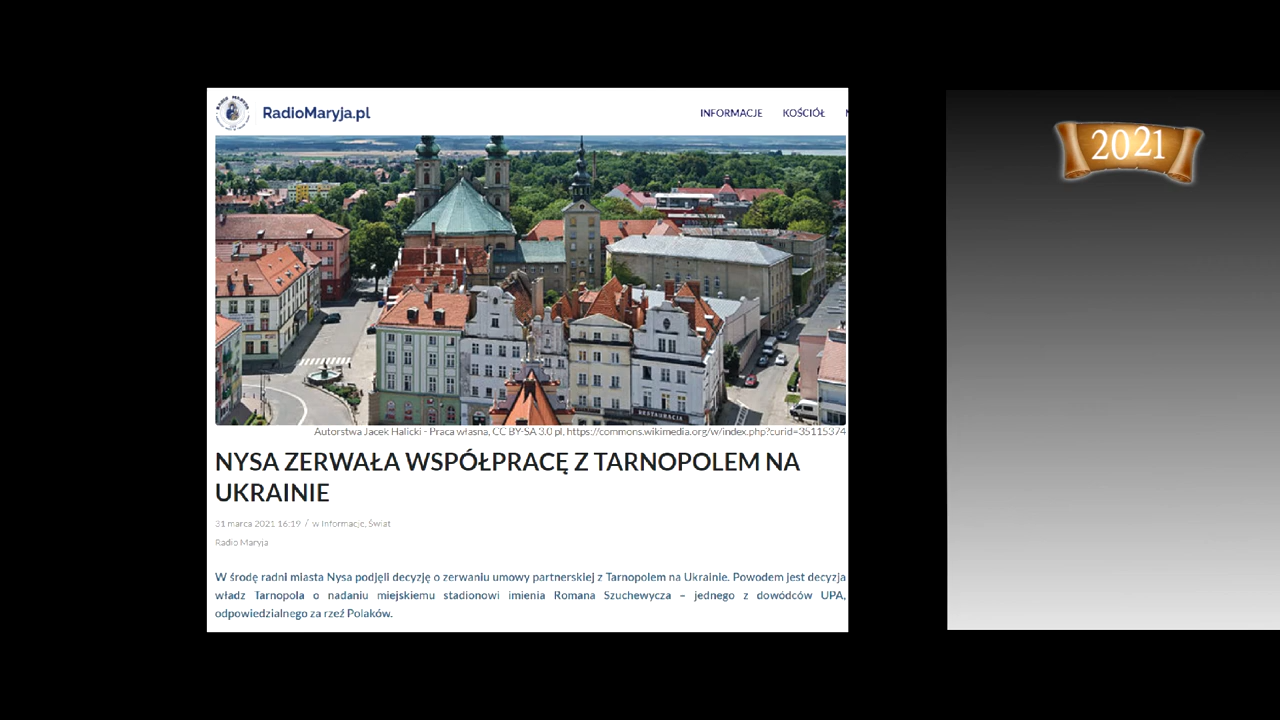 RadioMaryja.pl
INFORMACJE KOŚCIÓŁ
2021
RESTAURACJA
Autorstwa Jacek Halicki - Praca własna, CC BY-SA 3.0 pl, https://commons.wikimedia.org/w/index.php?curid=35115374
NYSA ZERWAŁA WSPÓŁPRACĘ Z TARNOPOLEM NA
UKRAINIE
31 marca 2021 16:19 / w Informacje, Świat
Radio Maryja
W środę radni miasta Nysa podjęli decyzję o zerwaniu umowy partnerskiej z Tarnopolem na Ukrainie. Powodem jest decyzja
władz Tarnopola o nadaniu miejskiemu stadionowi imienia Romana Szuchewycza – jednego z dowódców UPA,
odpowiedzialnego za rzeź Polaków.